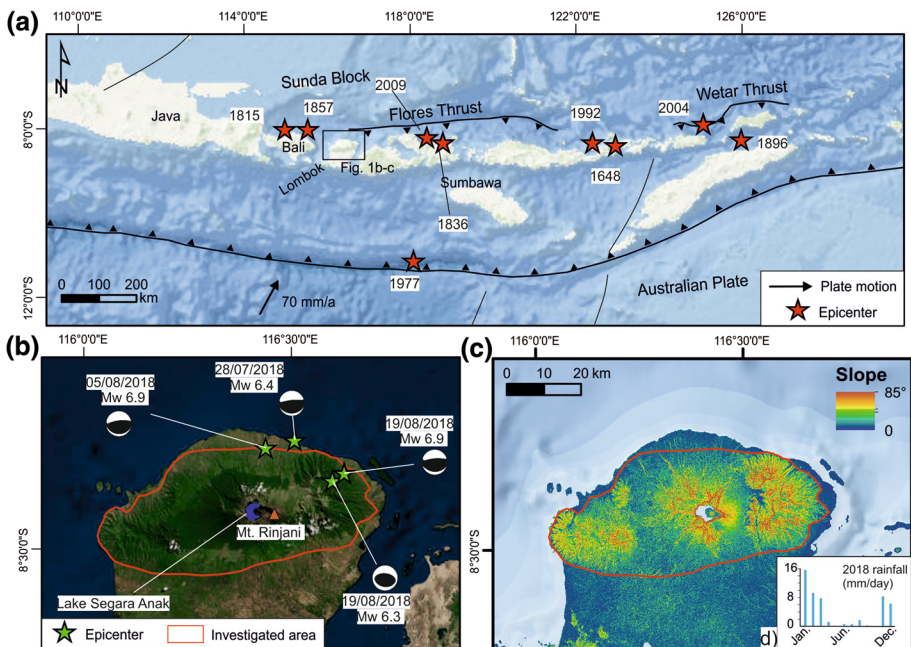 (a)
110°0'0"E
114°0'0"E
118°0'0"E
122°0'0"E
126°0'0"E
N
Sunda Block
2009
Flores Thrust
1992
2004
Wetar Thrust
Java
1815
1857
8°0'0"S
Bali
Lombok
Fig. 1b-c
Sumbawa
1648
1896
1836
1977
Australian Plate
0 100 200
km
70 mm/a
12°0'0"S
Plate motion
Epicenter
(b)
116°0'0"E
116°30'0"E
05/08/2018
Mw 6.9
28/07/2018
Mw 6.4
19/08/2018
Mw 6.9
Mt. Rinjani
8°30'0"S
Lake Segara Anak
19/08/2018
Mw 6.3
Epicenter
Investigated area
(c)
116°0'0"E
116°30'0"E
0 10 20 km
Slope
85°
0
8°30'0"S
d)
2018 rainfall
(mm/day)
16
12
8
4
0
Jan.
Jun.
Dec.